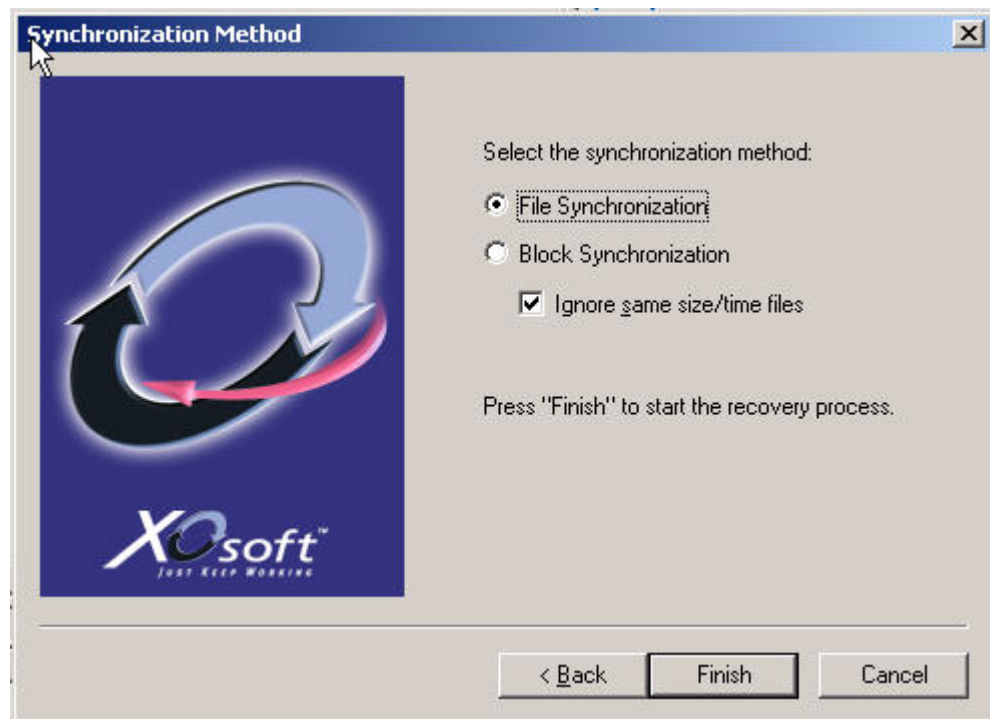 Synchronization Method
Select the synchronization method:
File Synchronization
Block Synchronization
Ignore same size/time files
Press "Finish" to start the recovery process.
XOsoft™
JUST KEEP WORKING
< Back
Finish
Cancel